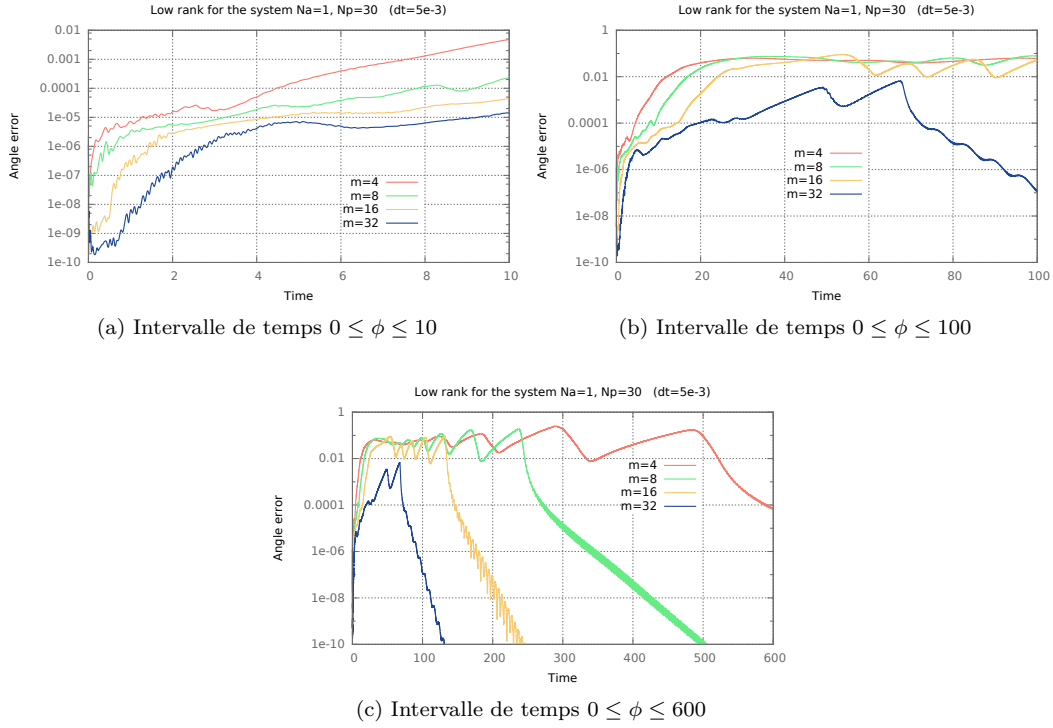 Low rank for the system Na=1, Np=30 (dt=5e-3)
0.01
0.001
0.0001
1e-05
1e-06
1e-07
1e-08
1e-09
1e-10
Angle error
m=4
m=8
m=16
m=32
0 2 4 6 8 10
Time
(a) Intervalle de temps 0 ≤ ϕ ≤ 10
Low rank for the system Na=1, Np=30 (dt=5e-3)
1
0.01
0.0001
1e-06
1e-08
1e-10
Angle error
m=4
m=8
m=16
m=32
0 20 40 60 80 100
Time
(b) Intervalle de temps 0 ≤ ϕ ≤ 100
Low rank for the system Na=1, Np=30 (dt=5e-3)
1
0.01
0.0001
1e-06
1e-08
1e-10
Angle error
m=4
m=8
m=16
m=32
0 100 200 300 400 500 600
Time
(c) Intervalle de temps 0 ≤ ϕ ≤ 600